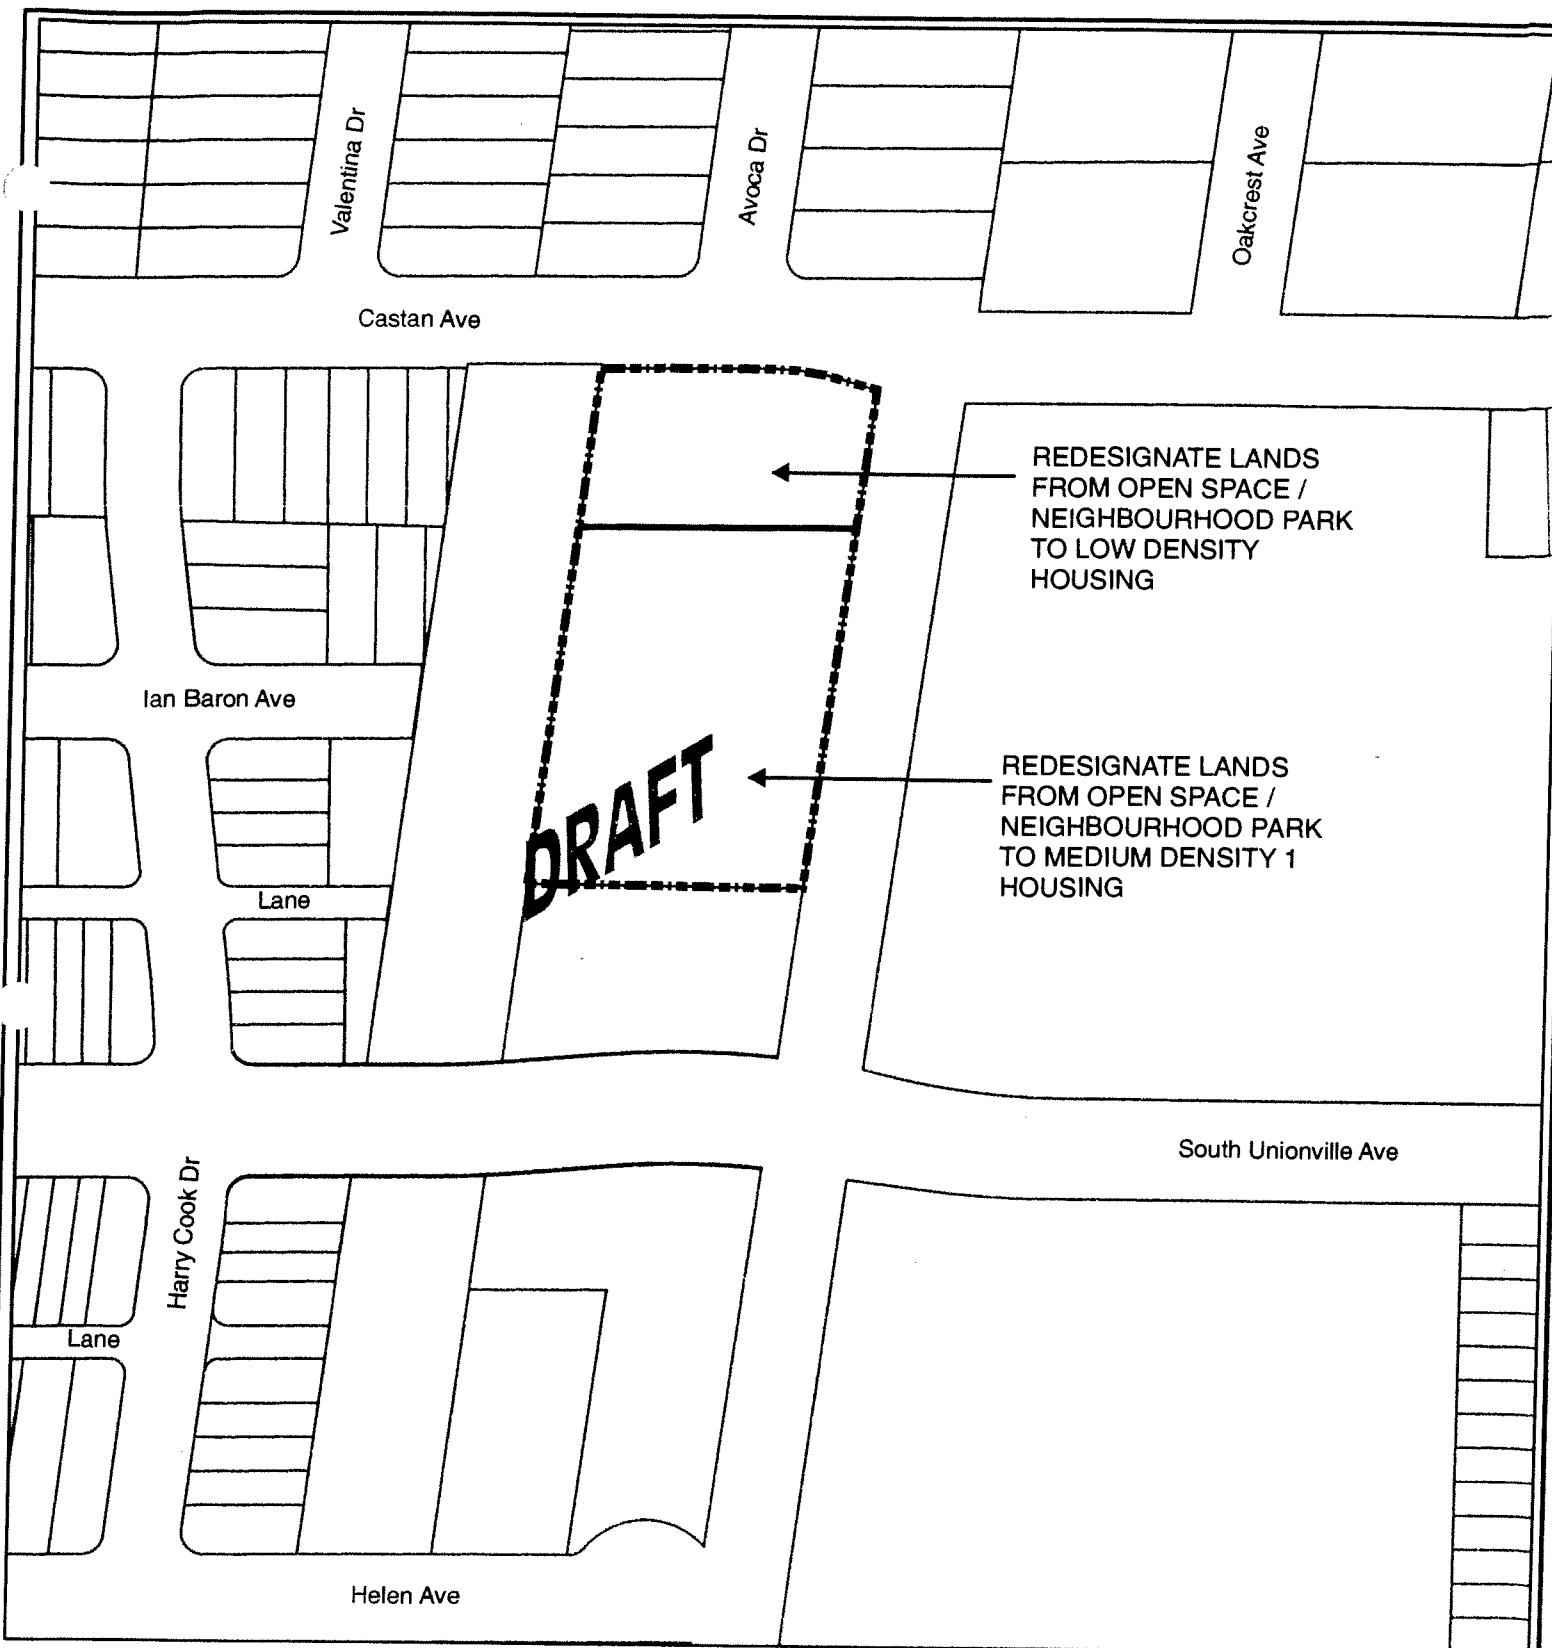 Valentina Dr
Avoca Dr
Oakcrest Ave
Castan Ave
REDESIGNATE LANDS
FROM OPEN SPACE /
NEIGHBOURHOOD PARK
TO LOW DENSITY
HOUSING
Ian Baron Ave
DRAFT
REDESIGNATE LANDS
FROM OPEN SPACE /
NEIGHBOURHOOD PARK
TO MEDIUM DENSITY 1
HOUSING
Lane
South Unionville Ave
Harry Cook Dr
Lane
Helen Ave